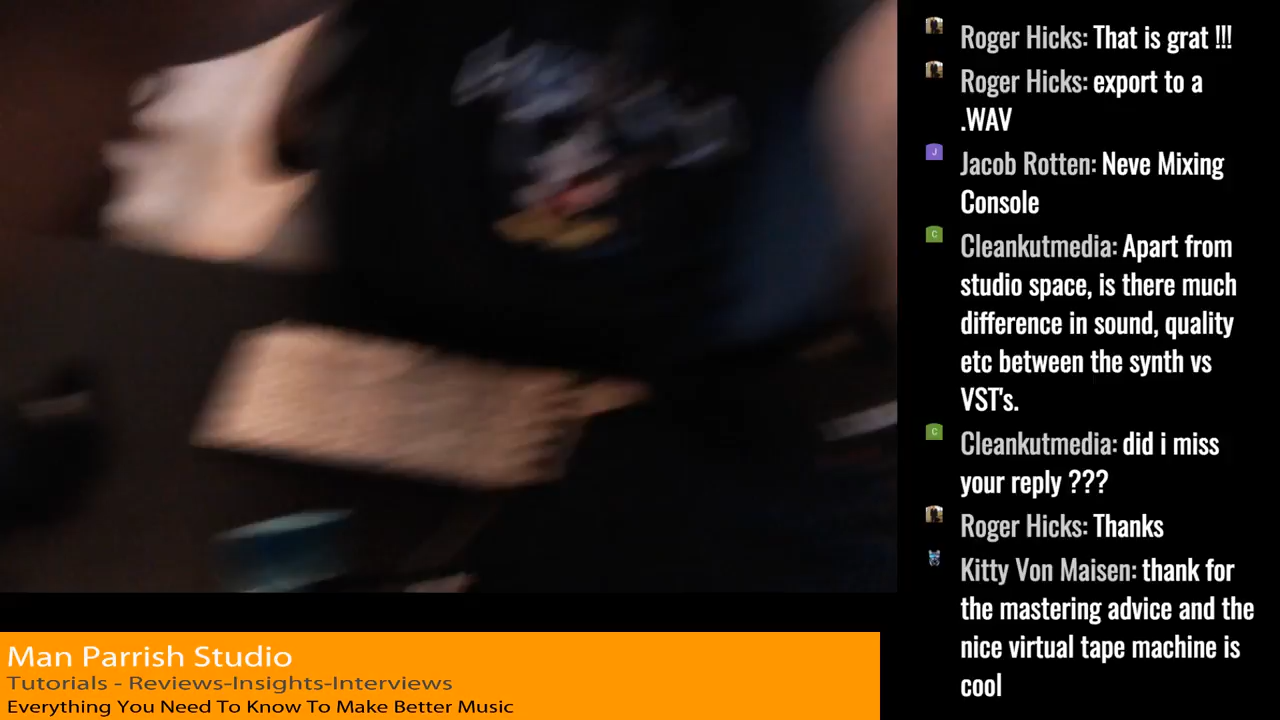 Roger Hicks: That is grat !!!
Roger Hicks: export to a
.WAV
Jacob Rotten: Neve Mixing
Console
Cleankutmedia: Apart from
studio space, is there much
difference in sound, quality
etc between the synth vs
VST's.
Cleankutmedia: did i miss
your reply ???
Roger Hicks: Thanks
Kitty Von Maisen: thank for
the mastering advice and the
nice virtual tape machine is
cool
Man Parrish Studio
Tutorials - Reviews-Insights-Interviews
Everything You Need To Know To Make Better Music